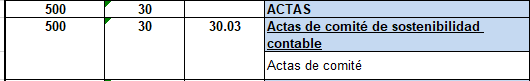 500 30 ACTAS
500 30 30.03 Actas de comité de sostenibilidad
contable
Actas de comité